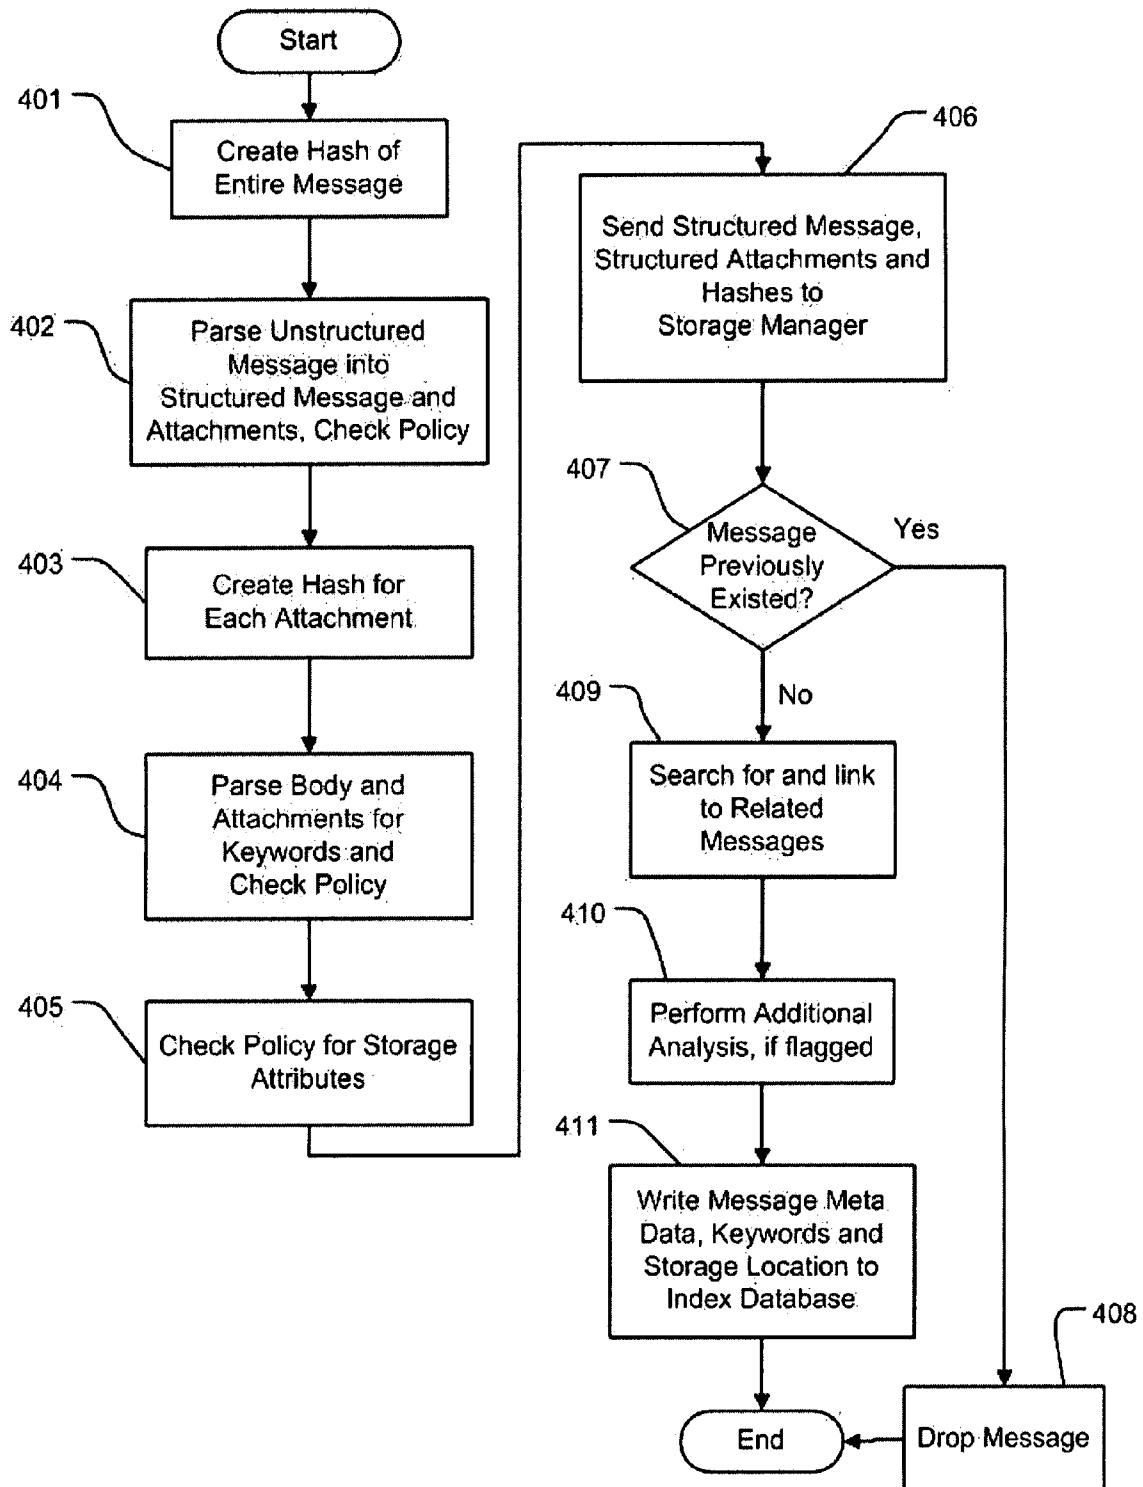 Start
401
Create Hash of
Entire Message
402
Parse Unstructured
Message into
Structured Message and
Attachments, Check Policy
403
Create Hash for
Each Attachment
404
Parse Body and
Attachments for
Keywords and
Check Policy
405
Check Policy for Storage
Attributes
406
Send Structured Message,
Structured Attachments and
Hashes to
Storage Manager
407
Message
Previously
Existed?
Yes
No
409
Search for and link
to Related
Messages
410
Perform Additional
Analysis, if flagged
411
Write Message Meta
Data, Keywords and
Storage Location to
Index Database
408
Drop Message
End